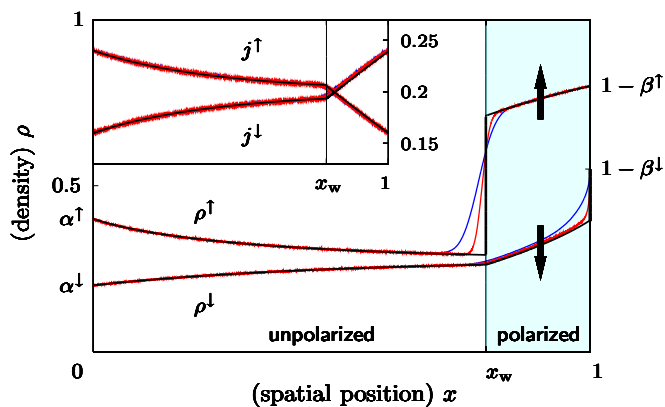 1
0.25
j↑
1 − β↑
0.2
j↓
0.15
1 − β↓
x_w
1
(density) ρ
0.5
α↑
ρ↑
α↓
ρ↓
unpolarized
polarized
0
x_w
1
(spatial position) x